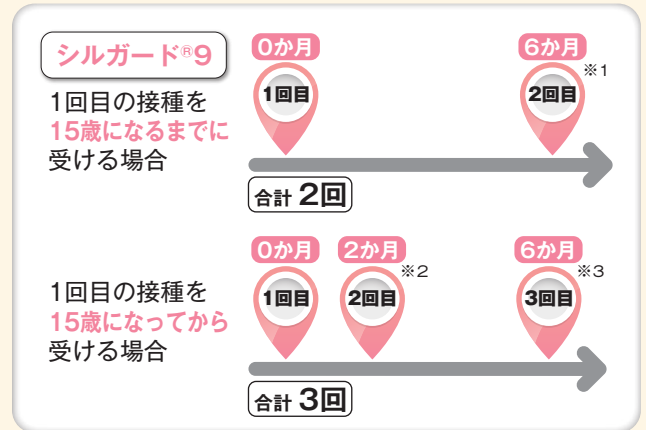 シルガード®9
1回目の接種を
15歳になるまでに
受ける場合
0か月 6か月
1回目 2回目 ※1
合計 2回
1回目の接種を
15歳になってから
受ける場合
0か月 2か月 6か月
1回目 2回目 ※2 3回目 ※3
合計 3回